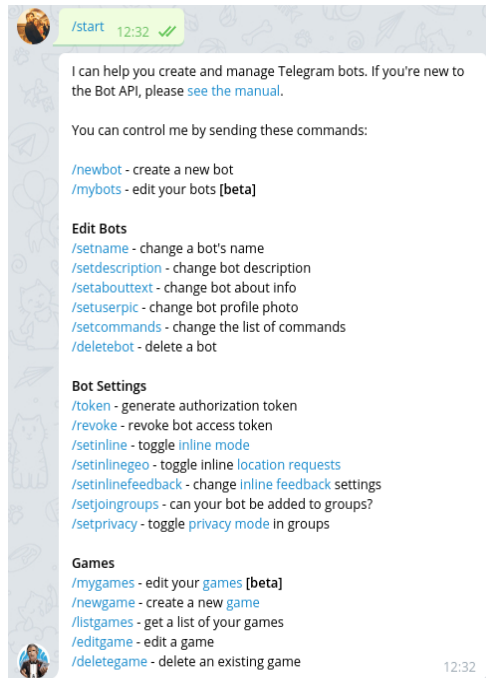 /start 12:32
I can help you create and manage Telegram bots. If you're new to
the Bot API, please see the manual.
You can control me by sending these commands:
/newbot - create a new bot
/mybots - edit your bots [beta]
Edit Bots
/setname - change a bot's name
/setdescription - change bot description
/setabouttext - change bot about info
/setuserpic - change bot profile photo
/setcommands - change the list of commands
/deletebot - delete a bot
Bot Settings
/token - generate authorization token
/revoke - revoke bot access token
/setinline - toggle inline mode
/setinlinegeo - toggle inline location requests
/setinlinefeedback - change inline feedback settings
/setjoingroups - can your bot be added to groups?
/setprivacy - toggle privacy mode in groups
Games
/mygames - edit your games [beta]
/newgame - create a new game
/listgames - get a list of your games
/editgame - edit a game
/deletegame - delete an existing game
12:32